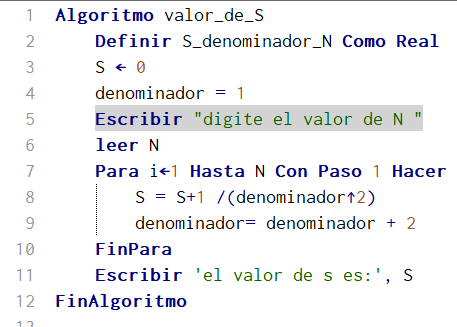 1 Algoritmo valor_de_S
2 Definir S_denominador_N Como Real
3 S ← 0
4 denominador = 1
5 Escribir "digite el valor de N "
6 leer N
7 Para i←1 Hasta N Con Paso 1 Hacer
8 S = S+1 /(denominador↑2)
9 denominador= denominador + 2
10 FinPara
11 Escribir 'el valor de s es:', S
12 FinAlgoritmo